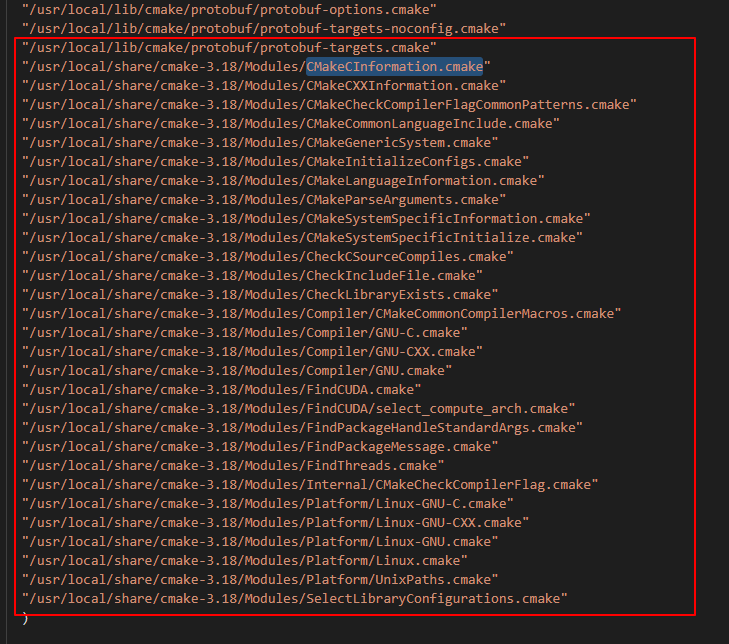 "/usr/local/lib/cmake/protobuf/protobuf-options.cmake"
"/usr/local/lib/cmake/protobuf/protobuf-targets-noconfig.cmake"
"/usr/local/lib/cmake/protobuf/protobuf-targets.cmake"
"/usr/local/share/cmake-3.18/Modules/CMakeCInformation.cmake"
"/usr/local/share/cmake-3.18/Modules/CMakeCXXInformation.cmake"
"/usr/local/share/cmake-3.18/Modules/CMakeCheckCompilerFlagCommonPatterns.cmake"
"/usr/local/share/cmake-3.18/Modules/CMakeCommonLanguageInclude.cmake"
"/usr/local/share/cmake-3.18/Modules/CMakeGenericSystem.cmake"
"/usr/local/share/cmake-3.18/Modules/CMakeInitializeConfigs.cmake"
"/usr/local/share/cmake-3.18/Modules/CMakeLanguageInformation.cmake"
"/usr/local/share/cmake-3.18/Modules/CMakeParseArguments.cmake"
"/usr/local/share/cmake-3.18/Modules/CMakeSystemSpecificInformation.cmake"
"/usr/local/share/cmake-3.18/Modules/CMakeSystemSpecificInitialize.cmake"
"/usr/local/share/cmake-3.18/Modules/CheckCSourceCompiles.cmake"
"/usr/local/share/cmake-3.18/Modules/CheckIncludeFile.cmake"
"/usr/local/share/cmake-3.18/Modules/CheckLibraryExists.cmake"
"/usr/local/share/cmake-3.18/Modules/Compiler/CMakeCommonCompilerMacros.cmake"
"/usr/local/share/cmake-3.18/Modules/Compiler/GNU-C.cmake"
"/usr/local/share/cmake-3.18/Modules/Compiler/GNU-CXX.cmake"
"/usr/local/share/cmake-3.18/Modules/Compiler/GNU.cmake"
"/usr/local/share/cmake-3.18/Modules/FindCUDA.cmake"
"/usr/local/share/cmake-3.18/Modules/FindCUDA/select_compute_arch.cmake"
"/usr/local/share/cmake-3.18/Modules/FindPackageHandleStandardArgs.cmake"
"/usr/local/share/cmake-3.18/Modules/FindPackageMessage.cmake"
"/usr/local/share/cmake-3.18/Modules/FindThreads.cmake"
"/usr/local/share/cmake-3.18/Modules/Internal/CMakeCheckCompilerFlag.cmake"
"/usr/local/share/cmake-3.18/Modules/Platform/Linux-GNU-C.cmake"
"/usr/local/share/cmake-3.18/Modules/Platform/Linux-GNU-CXX.cmake"
"/usr/local/share/cmake-3.18/Modules/Platform/Linux-GNU.cmake"
"/usr/local/share/cmake-3.18/Modules/Platform/Linux.cmake"
"/usr/local/share/cmake-3.18/Modules/Platform/UnixPaths.cmake"
"/usr/local/share/cmake-3.18/Modules/SelectLibraryConfigurations.cmake"
)